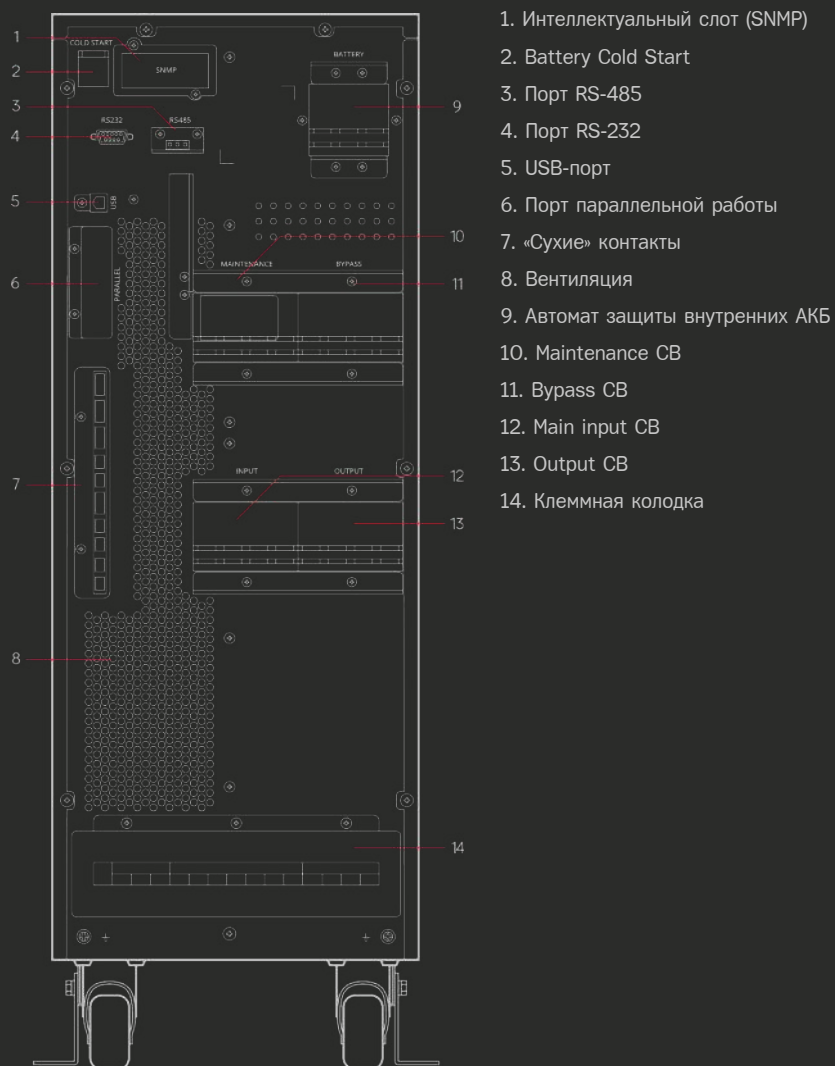 1
2
3
4
5
6
7
8
9
10
11
12
13
14
COLD START
SNMP
BATTERY
RS232
RS485
USB
PARALLEL
MAINTENANCE
BYPASS
INPUT
OUTPUT
1. Интеллектуальный слот (SNMP)
2. Battery Cold Start
3. Порт RS-485
4. Порт RS-232
5. USB-порт
6. Порт параллельной работы
7. «Сухие» контакты
8. Вентиляция
9. Автомат защиты внутренних АКБ
10. Maintenance CB
11. Bypass CB
12. Main input CB
13. Output CB
14. Клеммная колодка